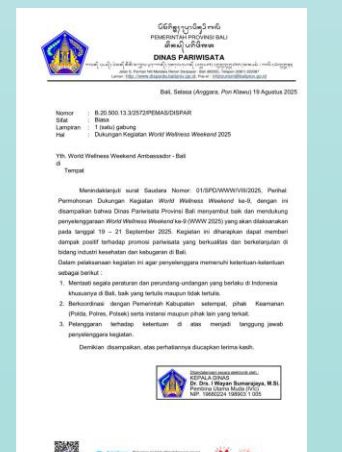 PEMERINTAH PROVINSI BALI
DINAS PARIWISATA
Bali, Selasa (Anggara, Pon Klawu) 19 Agustus 2025
Nomor : B.20.500.13.3/2572/PEMAS/DISPAR
Sifat : Biasa
Lampiran : 1 (satu) gabung
Hal : Dukungan Kegiatan World Wellness Weekend 2025
Yth. World Wellness Weekend Ambassador - Bali
di
Tempat
Menindaklanjuti surat Saudara Nomor: 01/SPD/WWW/VIII/2025, Perihal:
Permohonan Dukungan Kegiatan World Wellness Weekend ke-9, dengan ini
disampaikan bahwa Dinas Pariwisata Provinsi Bali menyambut baik dan mendukung
penyelenggaraan World Wellness Weekend ke-9 (WWW 2025) yang akan dilaksanakan
pada tanggal 19 – 21 September 2025. Kegiatan ini diharapkan dapat memberi
dampak positif terhadap promosi pariwisata yang berkualitas dan berkelanjutan di
bidang industri kesehatan dan kebugaran di Bali.
Dalam pelaksanaan kegiatan ini agar penyelenggara memenuhi ketentuan-ketentuan
sebagai berikut :
1. Mentaati segala peraturan dan perundang-undangan yang berlaku di Indonesia
khususnya di Bali, baik yang tertulis maupun tidak tertulis.
2. Berkoordinasi dengan Pemerintah Kabupaten setempat, pihak Keamanan
(Polda, Polres, Polsek) serta instansi maupun pihak lain yang terkait.
3. Pelanggaran terhadap ketentuan di atas menjadi tanggung jawab
penyelenggara kegiatan.
Demikian disampaikan, atas perhatiannya diucapkan terima kasih.
Ditandatangani secara elektronik oleh :
KEPALA DINAS
Dr. Drs. I Wayan Sumarajaya, M.Si.
Pembina Utama Muda (IV/c)